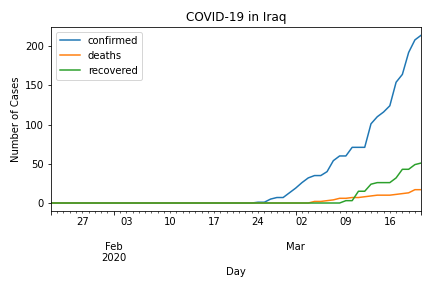 COVID-19 in Iraq
confirmed
deaths
recovered
Number of Cases
200
150
100
50
0
27 03 10 17 24 02 09 16
Feb Mar
2020
Day